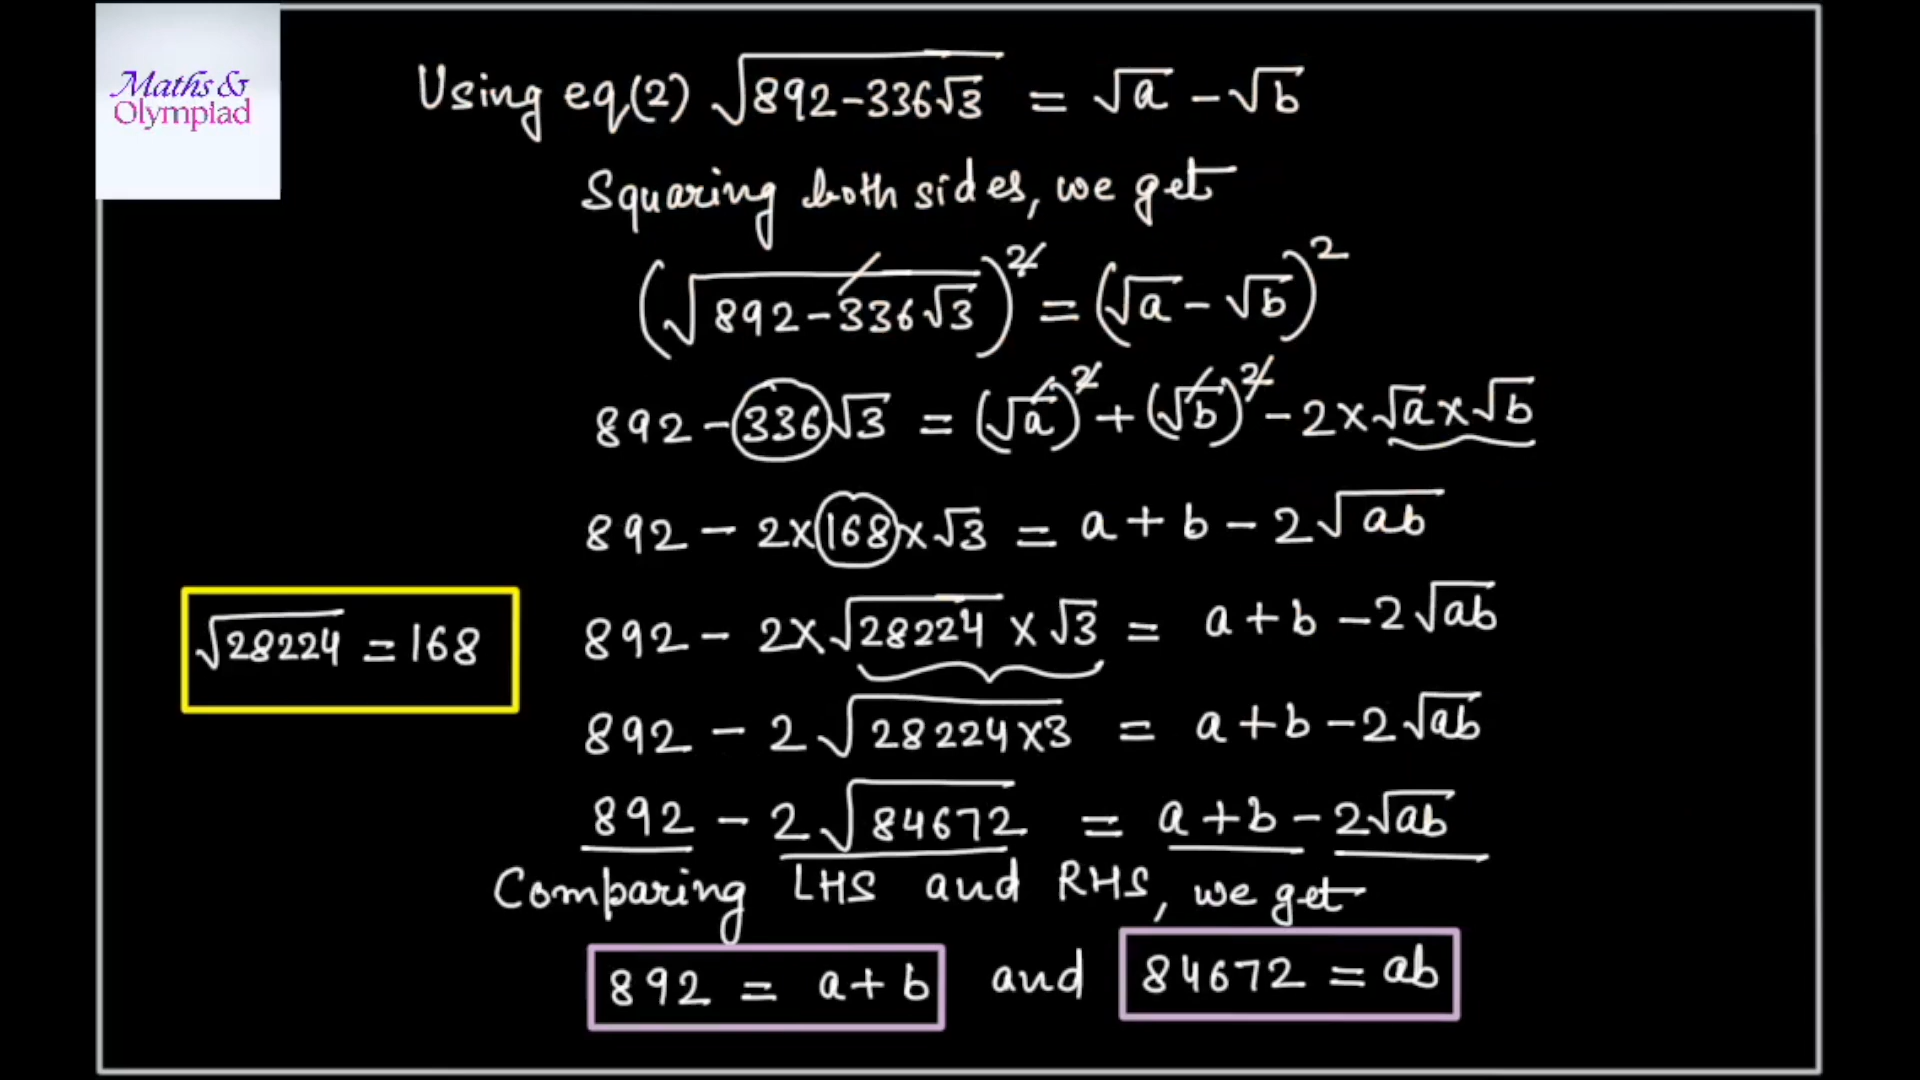 Maths &
Olympiad
Using eq(2) √(892-336√3) = √a - √b
Squaring both sides, we get
(√(892-336√3))² = (√a - √b)²
892 - 336√3 = (√a)² + (√b)² - 2×√a×√b
892 - 2×168×√3 = a + b - 2√ab
√28224 = 168
892 - 2×√28224 × √3 = a + b - 2√ab
892 - 2√(28224×3) = a + b - 2√ab
892 - 2√84672 = a + b - 2√ab
Comparing LHS and RHS, we get
892 = a + b and 84672 = ab